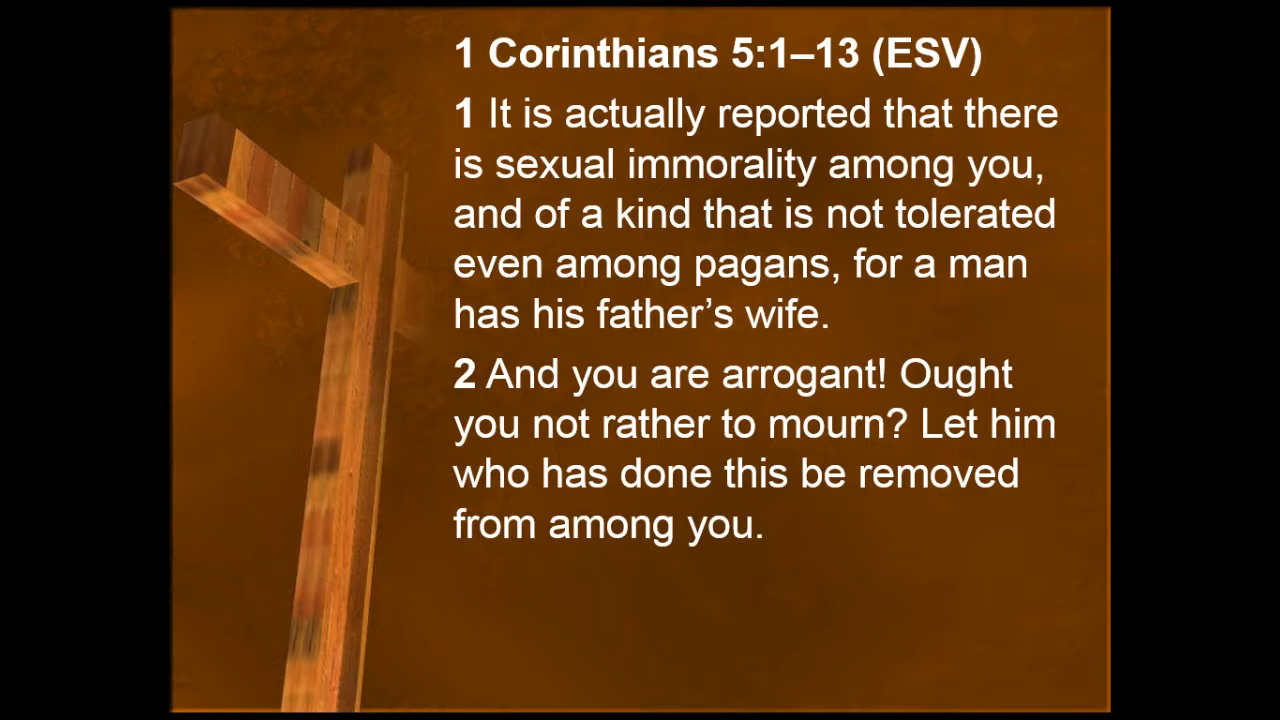 1 Corinthians 5:1–13 (ESV)
1 It is actually reported that there
is sexual immorality among you,
and of a kind that is not tolerated
even among pagans, for a man
has his father’s wife.
2 And you are arrogant! Ought
you not rather to mourn? Let him
who has done this be removed
from among you.